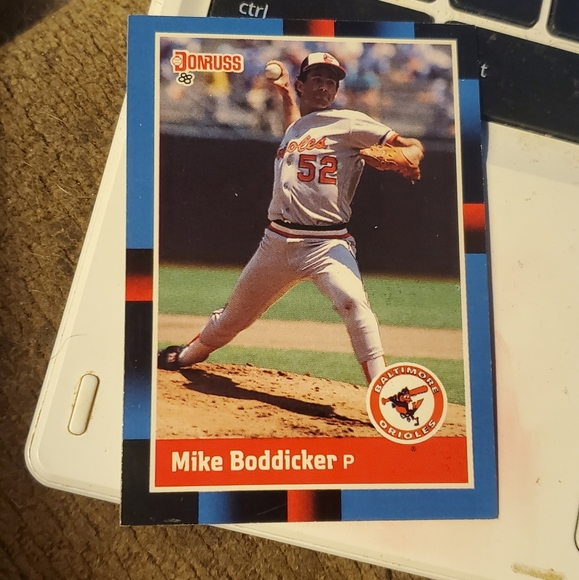 ctrl
DONRUSS
88
Orioles
52
BALTIMORE
ORIOLES
Mike Boddicker P